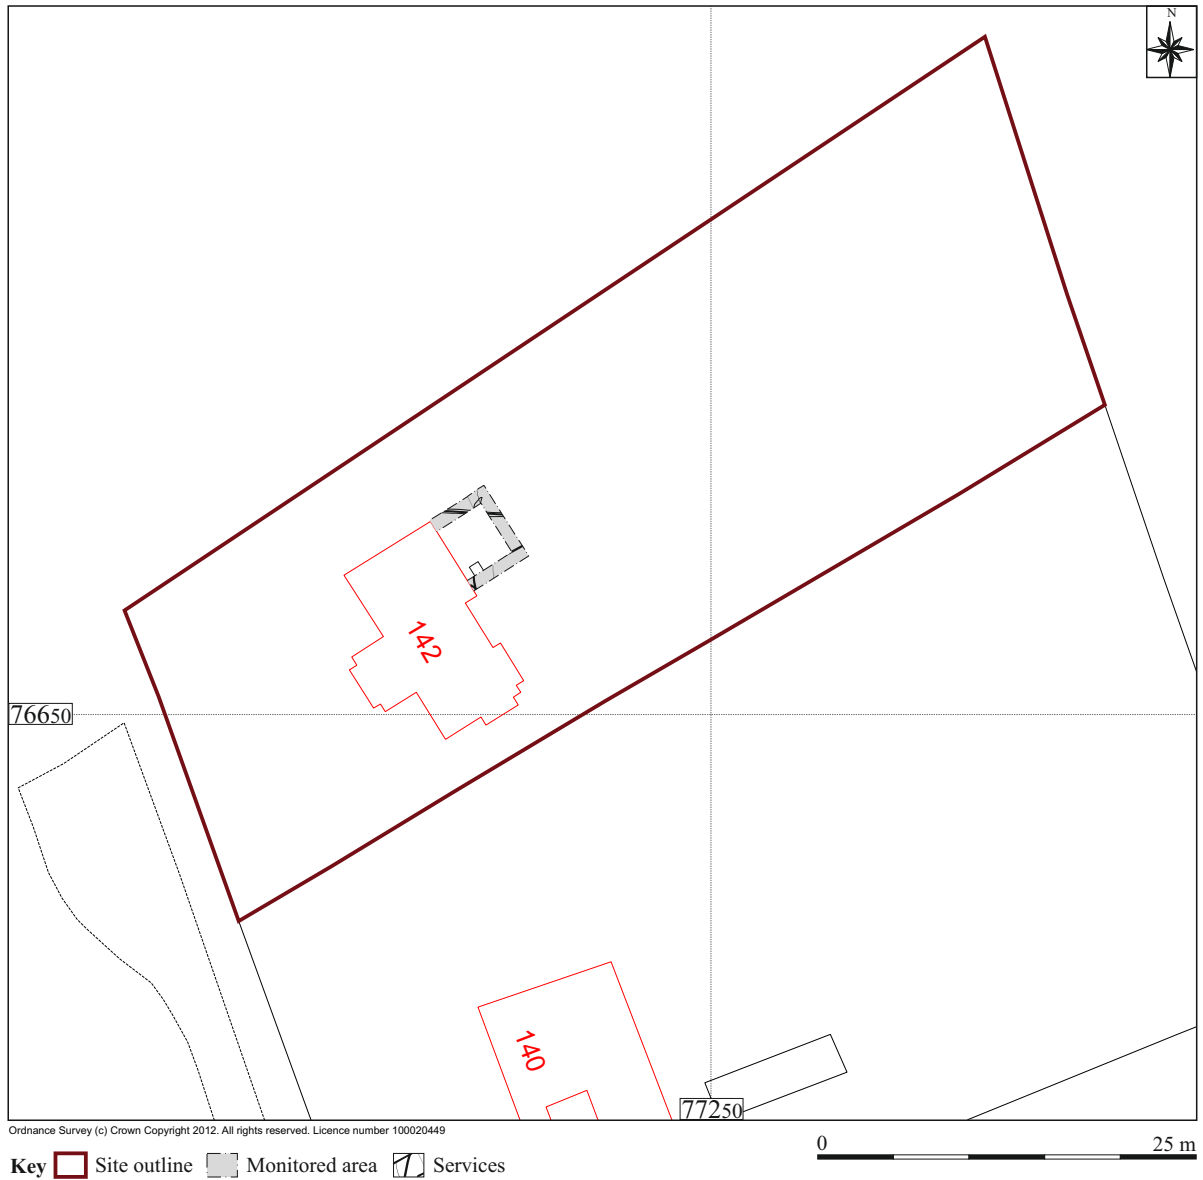 N
142
76650
140
77250
Ordnance Survey (c) Crown Copyright 2012. All rights reserved. Licence number 100020449
0 25 m
Key Site outline Monitored area Services